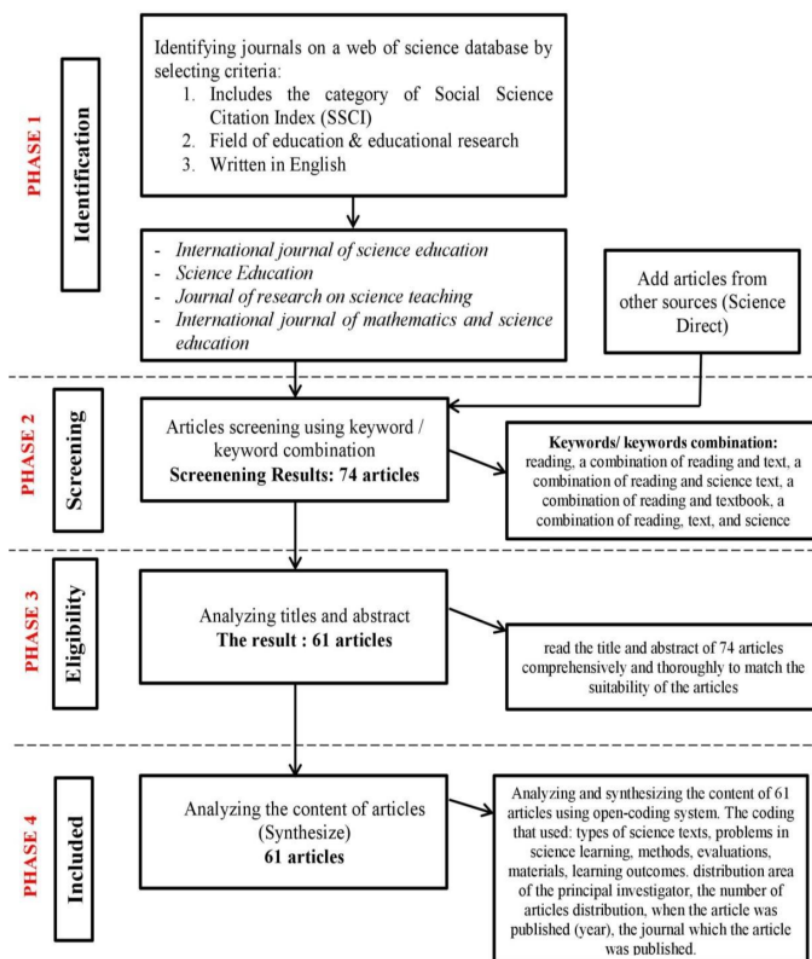 PHASE 1
Identification
Identifying journals on a web of science database by
selecting criteria:
1. Includes the category of Social Science
Citation Index (SSCI)
2. Field of education & educational research
3. Written in English
- International journal of science education
- Science Education
- Journal of research on science teaching
- International journal of mathematics and science
education
Add articles from
other sources (Science
Direct)
PHASE 2
Screening
Articles screening using keyword /
keyword combination
Screenening Results: 74 articles
Keywords/ keywords combination:
reading, a combination of reading and text, a
combination of reading and science text, a
combination of reading and textbook, a
combination of reading, text, and science
PHASE 3
Eligibility
Analyzing titles and abstract
The result : 61 articles
read the title and abstract of 74 articles
comprehensively and thoroughly to match the
suitability of the articles
PHASE 4
Included
Analyzing the content of articles
(Synthesize)
61 articles
Analyzing and synthesizing the content of 61
articles using open-coding system. The coding
that used: types of science texts, problems in
science learning, methods, evaluations,
materials, learning outcomes. distribution area
of the principal investigator, the number of
articles distribution, when the article was
published (year), the journal which the article
was published.